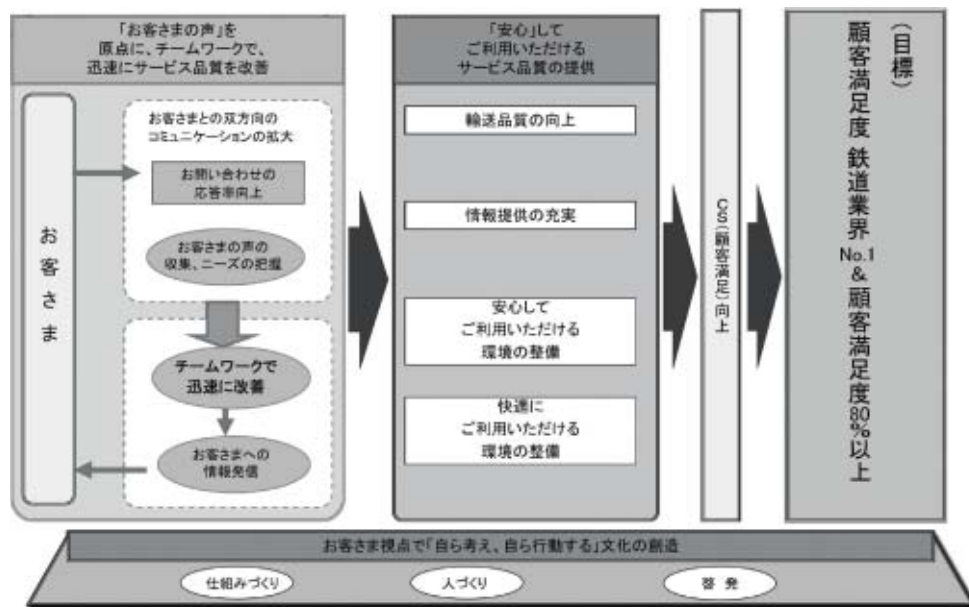 「お客さまの声」を
原点に、チームワークで、
迅速にサービス品質を改善
お客さま
お客さまとの双方向の
コミュニケーションの拡大
お問い合わせの
応答率向上
お客さまの声の
収集、ニーズの把握
チームワークで
迅速に改善
お客さまへの
情報発信
「安心」して
ご利用いただける
サービス品質の提供
輸送品質の向上
情報提供の充実
安心して
ご利用いただける
環境の整備
快適に
ご利用いただける
環境の整備
CS(顧客満足)向上
(目標)
顧客満足度 鉄道業界 No.1 & 顧客満足度80%以上
お客さま視点で「自ら考え、自ら行動する」文化の創造
仕組みづくり
人づくり
啓発